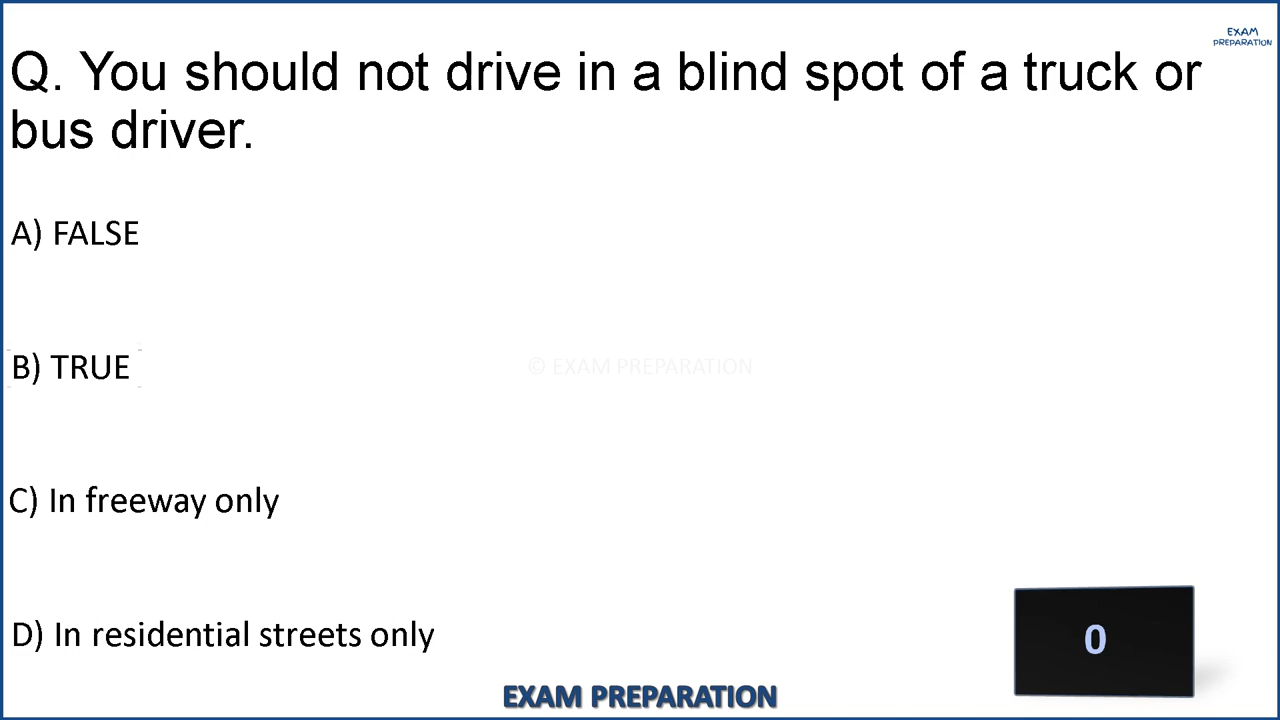 EXAM
PREPARATION
Q. You should not drive in a blind spot of a truck or
bus driver.
A) FALSE
B) TRUE
© EXAM PREPARATION
C) In freeway only
D) In residential streets only
0
EXAM PREPARATION